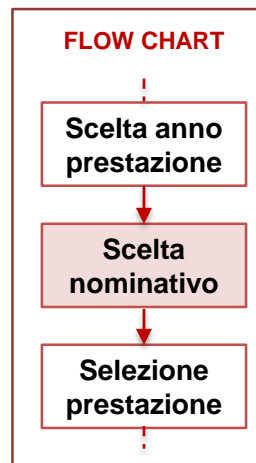 FLOW CHART
Scelta anno
prestazione
Scelta
nominativo
Selezione
prestazione